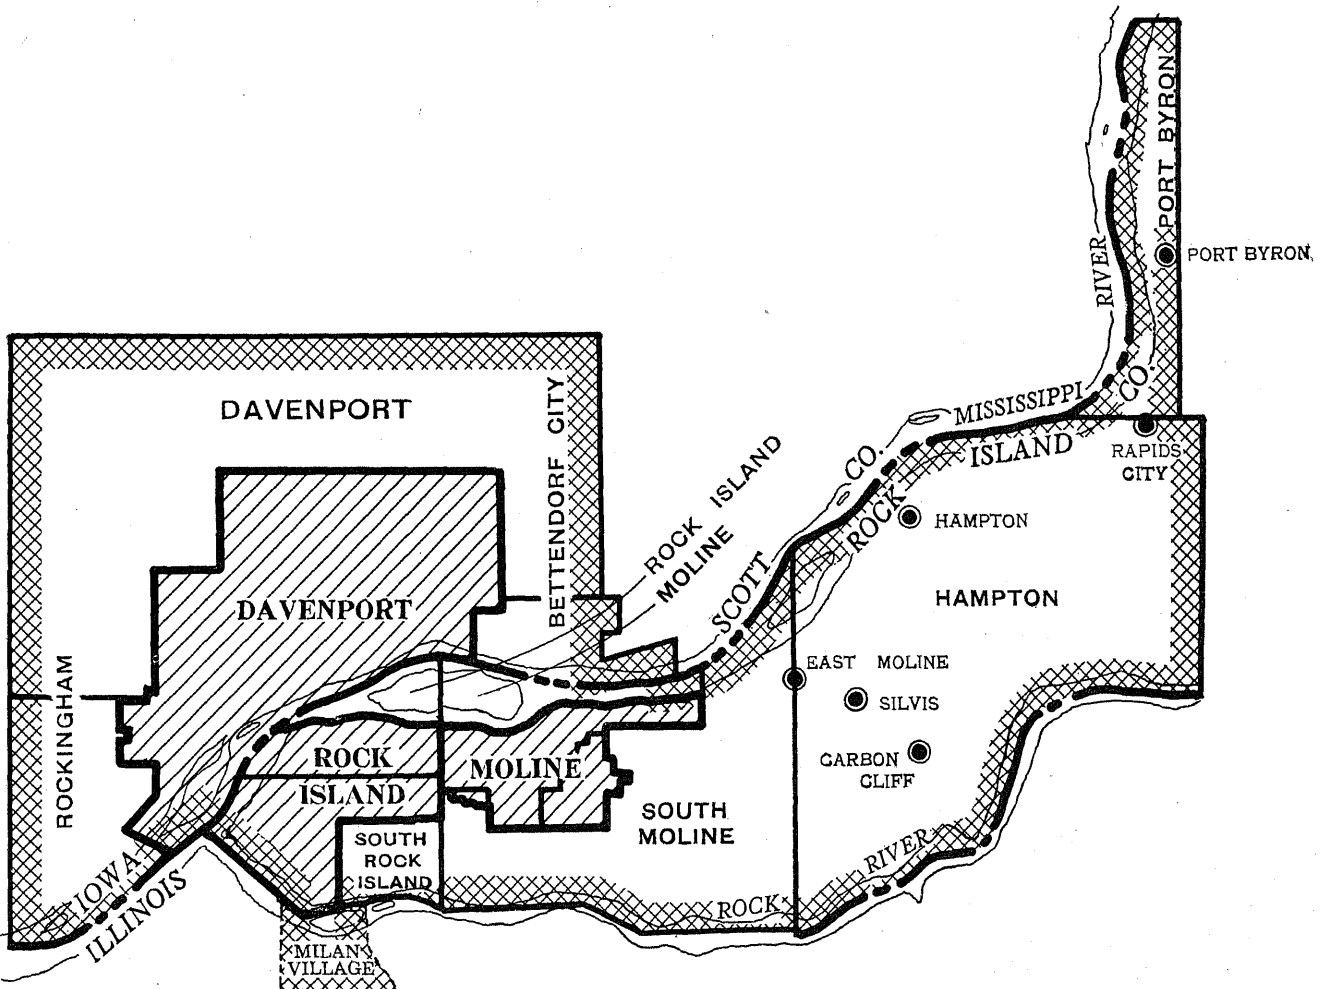 PORT BYRON
PORT BYRON,
RIVER
CO.
MISSISSIPPI
ISLAND
RAPIDS
CITY
DAVENPORT
BETTENDORF CITY
ROCK ISLAND
MOLINE
CO.
ROCK
SCOTT
HAMPTON
HAMPTON
DAVENPORT
EAST MOLINE
SILVIS
CARBON
CLIFF
ROCKINGHAM
ROCK
ISLAND
MOLINE
SOUTH
MOLINE
SOUTH
ROCK
ISLAND
RIVER
ROCK
IOWA
ILLINOIS
MILAN
VILLAGE